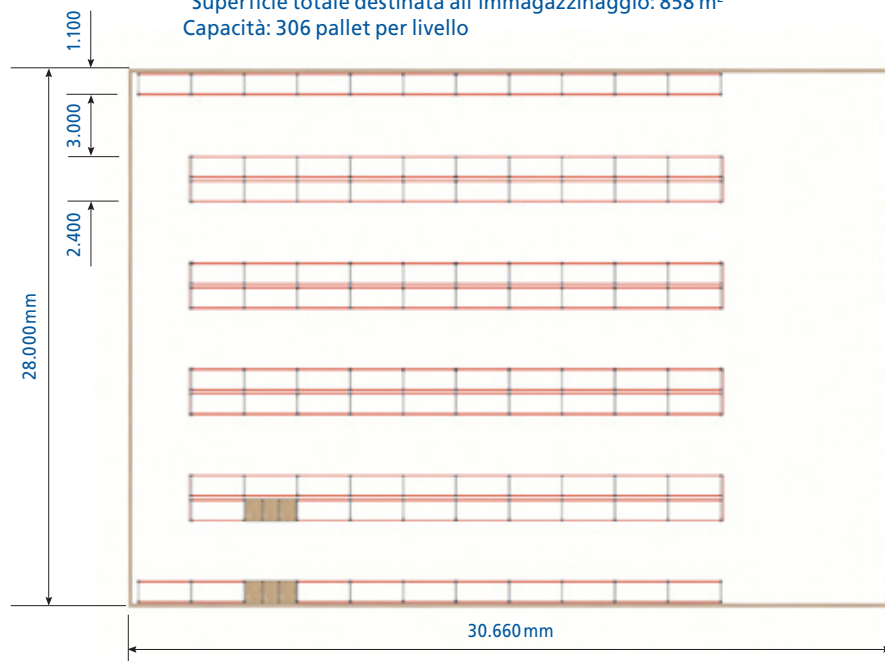 Superficie totale destinata all'immagazzinaggio: 858 m²
Capacità: 306 pallet per livello
1.100
3.000
2.400
28.000mm
30.660mm